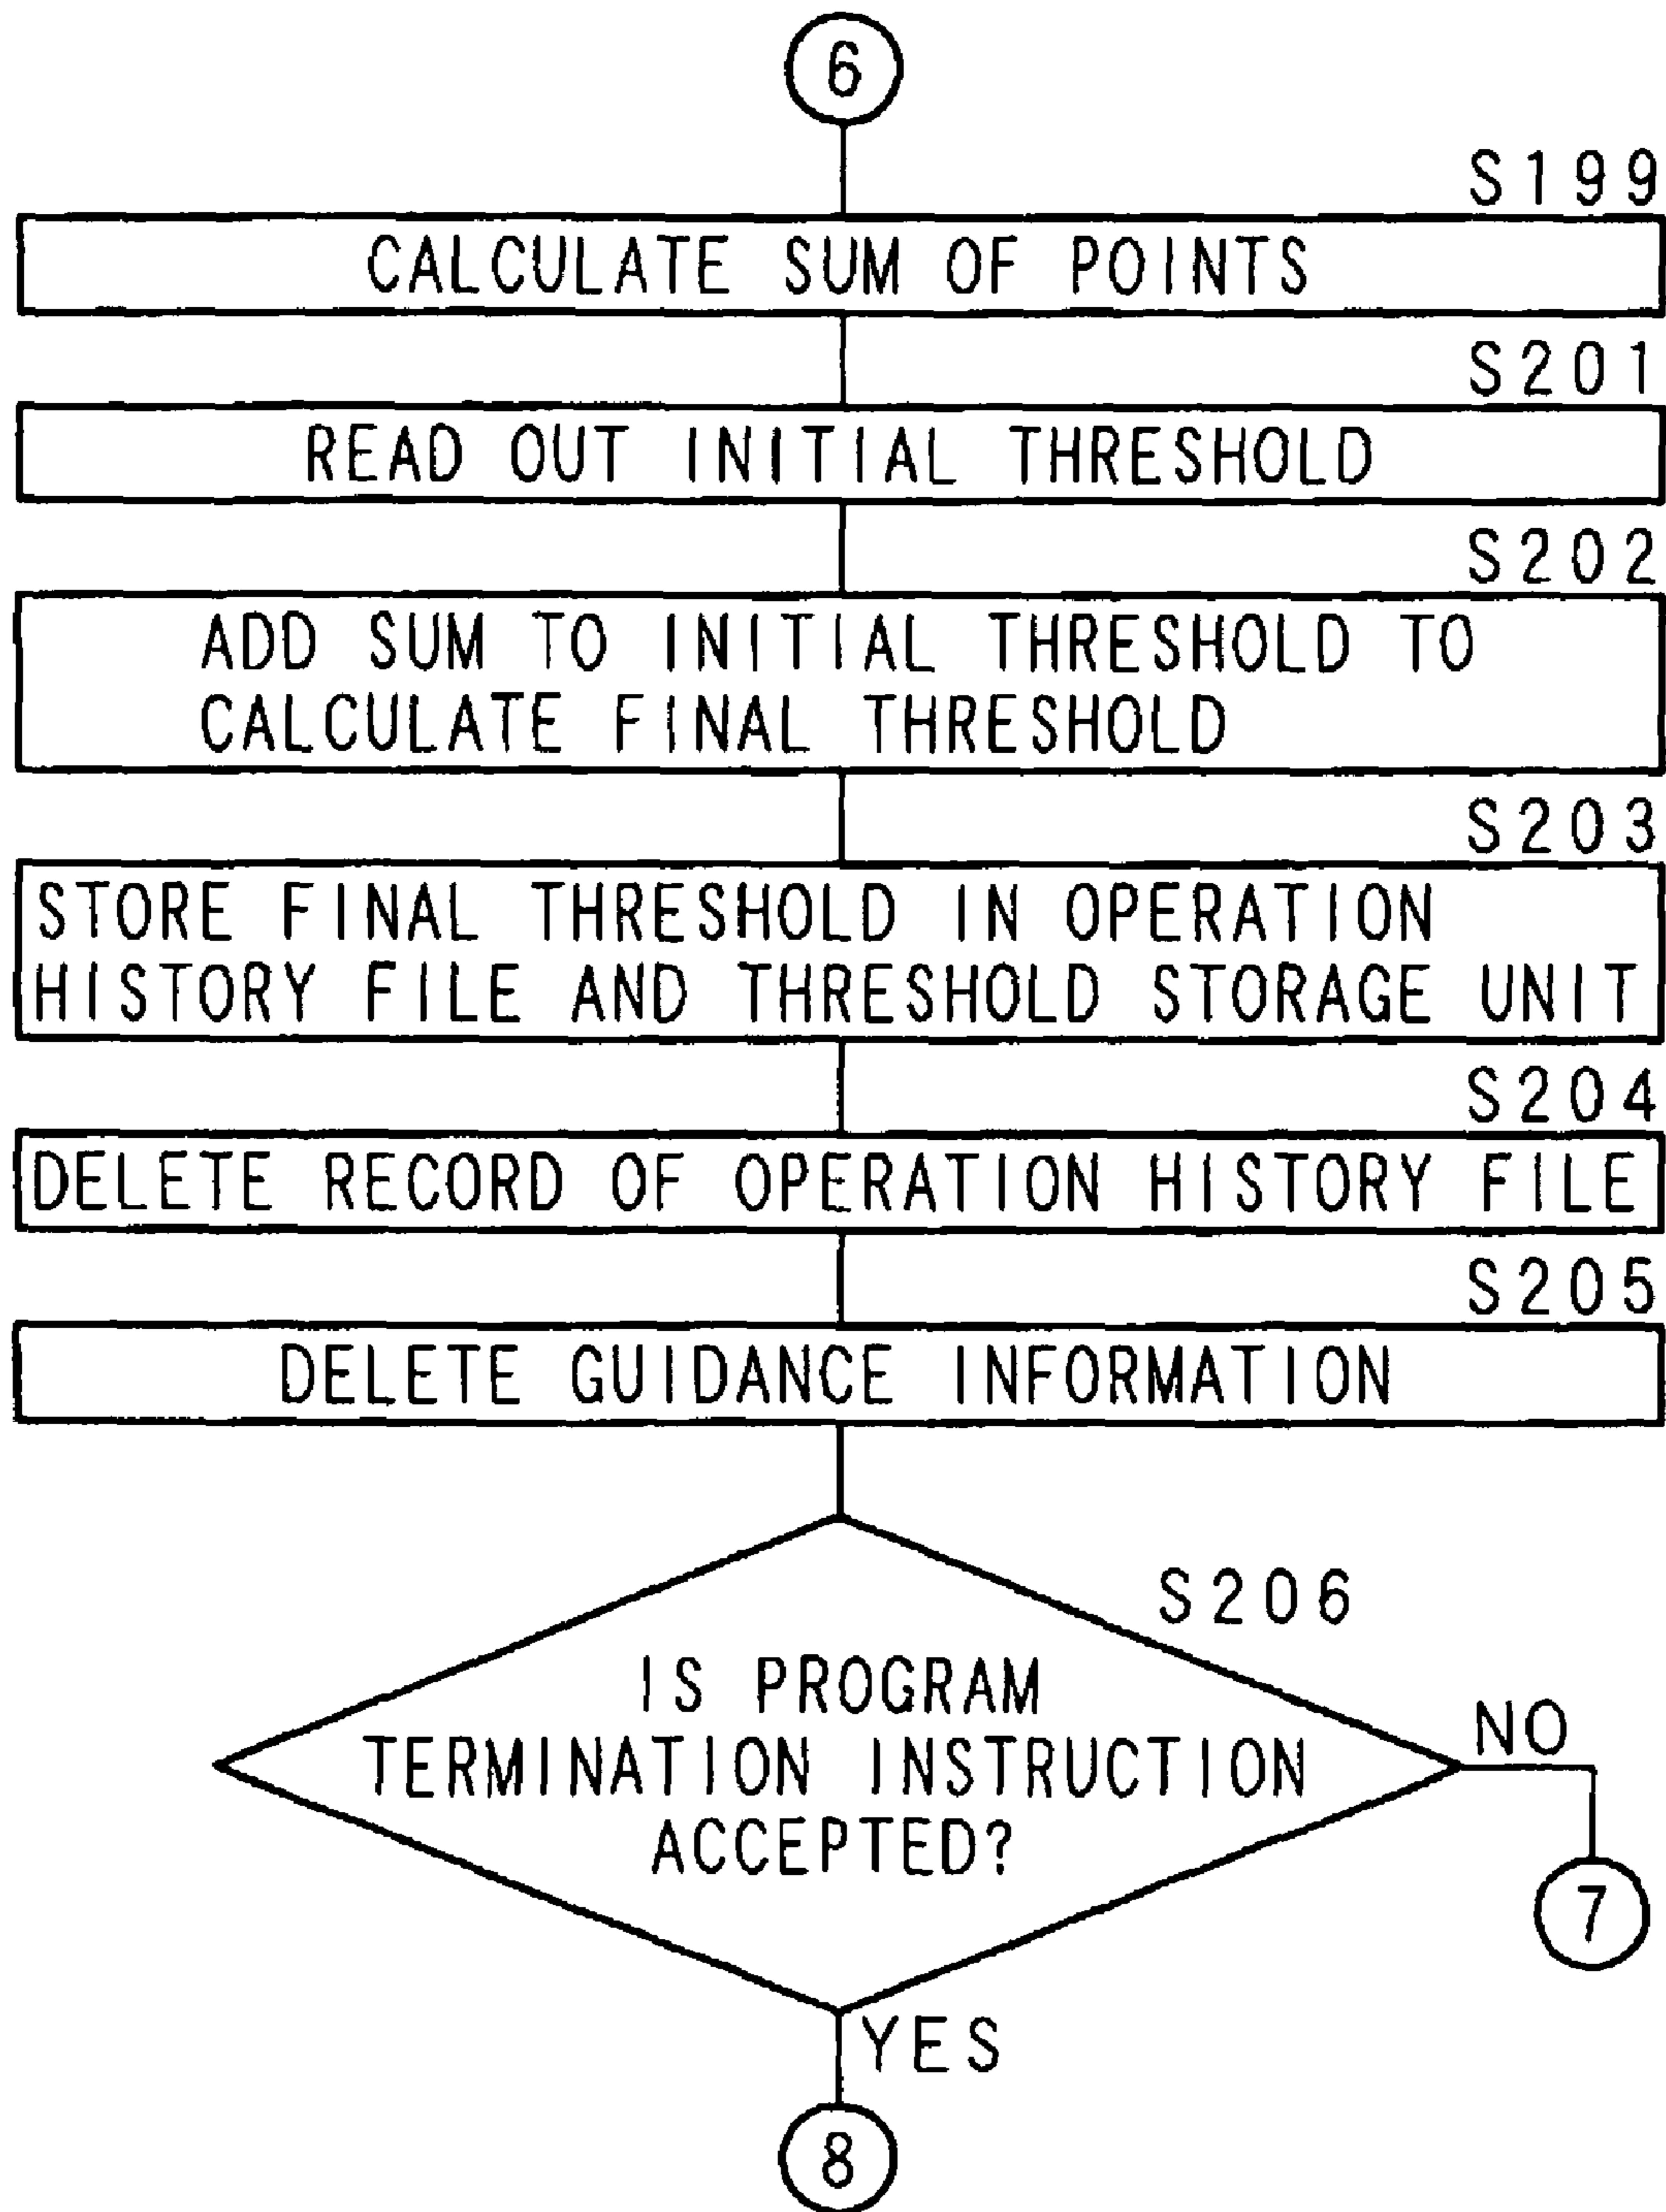 6
S199
CALCULATE SUM OF POINTS
S201
READ OUT INITIAL THRESHOLD
S202
ADD SUM TO INITIAL THRESHOLD TO
CALCULATE FINAL THRESHOLD
S203
STORE FINAL THRESHOLD IN OPERATION
HISTORY FILE AND THRESHOLD STORAGE UNIT
S204
DELETE RECORD OF OPERATION HISTORY FILE
S205
DELETE GUIDANCE INFORMATION
S206
IS PROGRAM
TERMINATION INSTRUCTION
ACCEPTED?
NO
7
YES
8